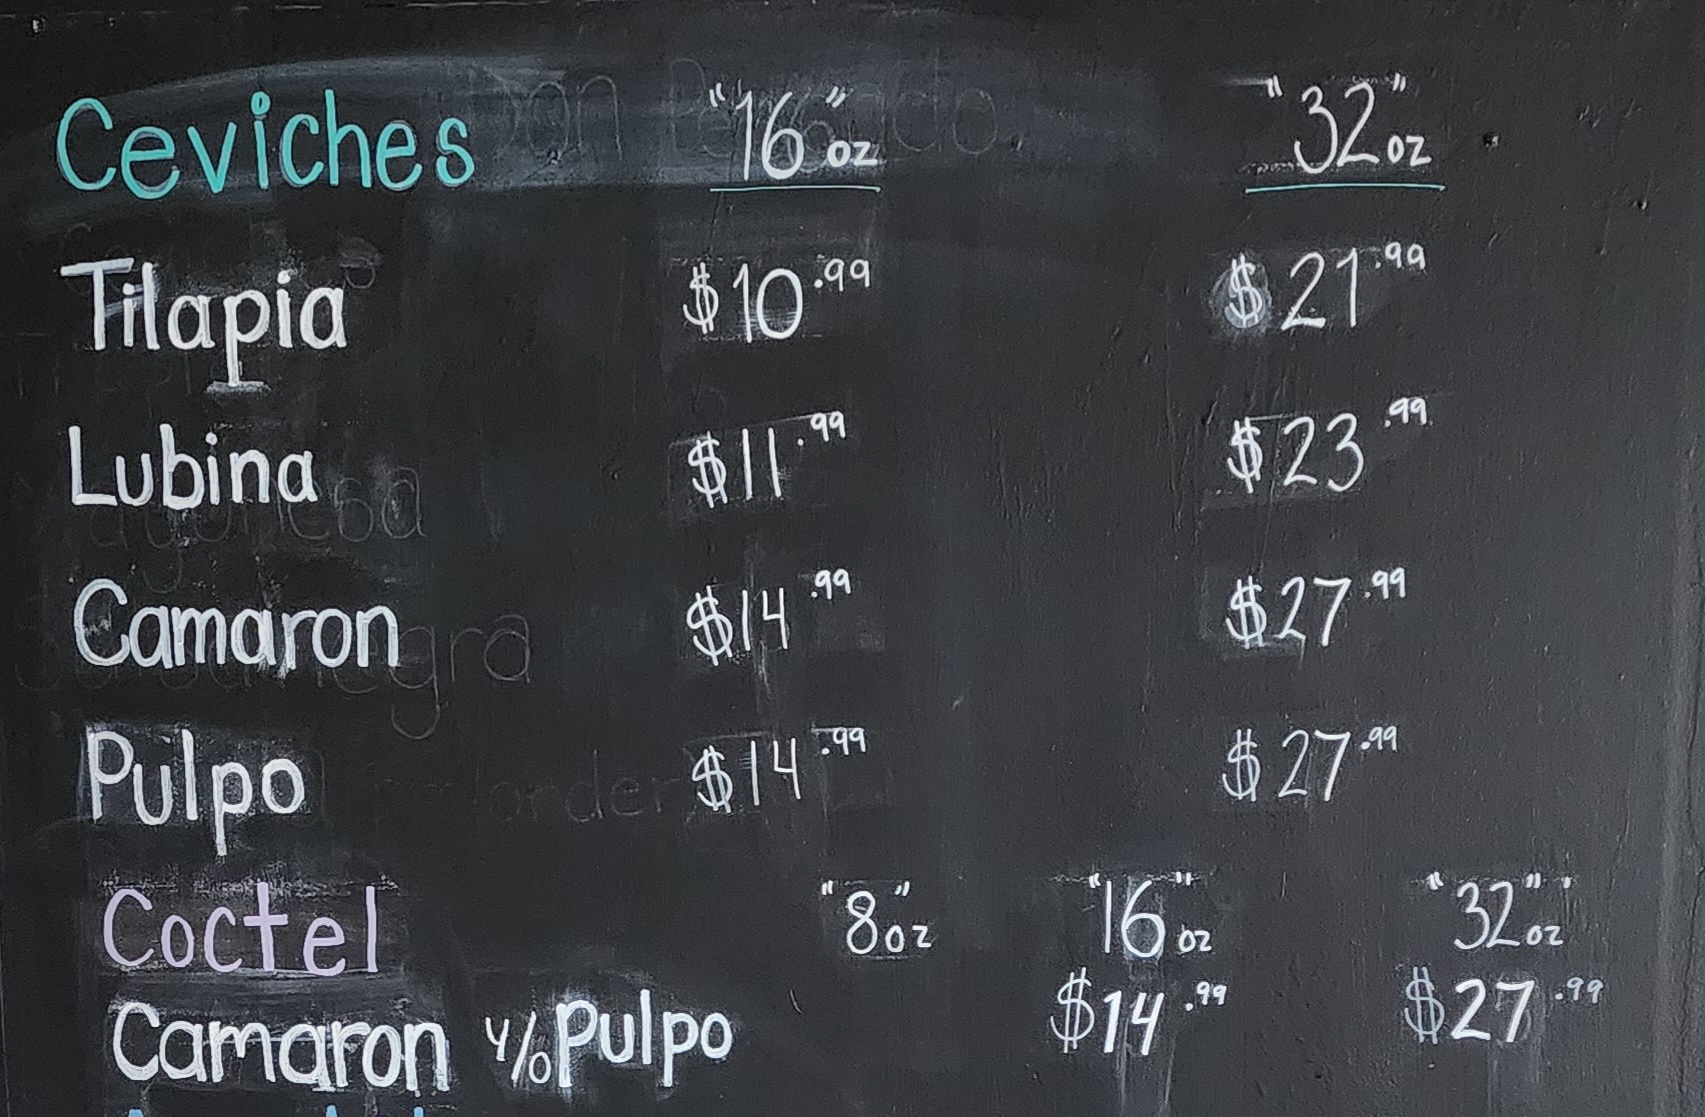 Ceviches "16" oz "32" oz
Tilapia $10.99 $21.99
Lubina $11.99 $23.99
Camaron $14.99 $27.99
Pulpo $14.99 $27.99
Coctel "8" oz "16" oz "32" oz
Camaron y/o Pulpo $14.99 $27.99